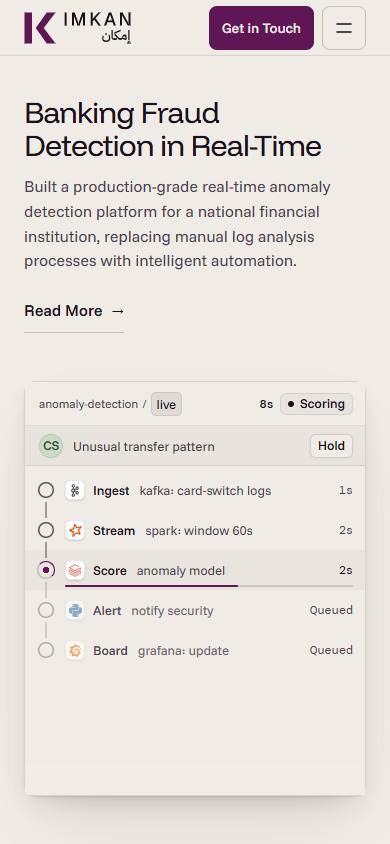 IMKAN
إمكان
Get in Touch
Banking Fraud
Detection in Real-Time
Built a production-grade real-time anomaly
detection platform for a national financial
institution, replacing manual log analysis
processes with intelligent automation.
Read More →
anomaly-detection / live 8s Scoring
CS Unusual transfer pattern Hold
Ingest kafka: card-switch logs 1s
Stream spark: window 60s 2s
Score anomaly model 2s
Alert notify security Queued
Board grafana: update Queued